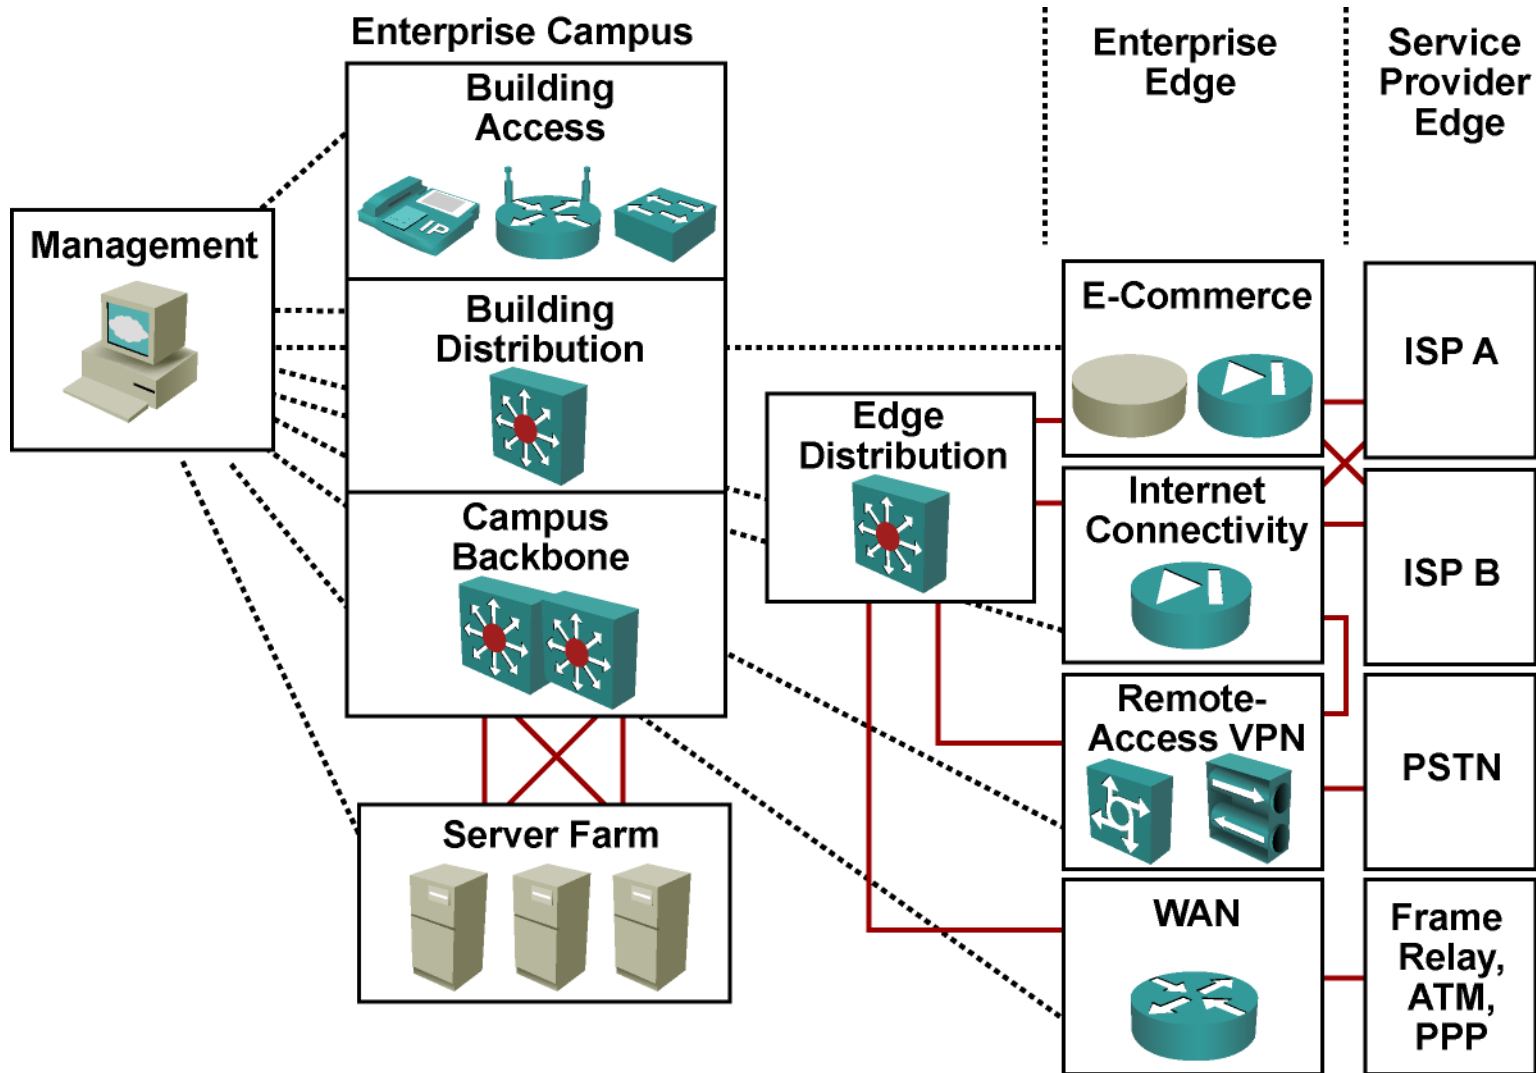 Enterprise Campus
Building
Access
IP
Management
Building
Distribution
Campus
Backbone
Server Farm
Edge
Distribution
Enterprise
Edge
E-Commerce
Internet
Connectivity
Remote-
Access VPN
WAN
Service
Provider
Edge
ISP A
ISP B
PSTN
Frame
Relay,
ATM,
PPP